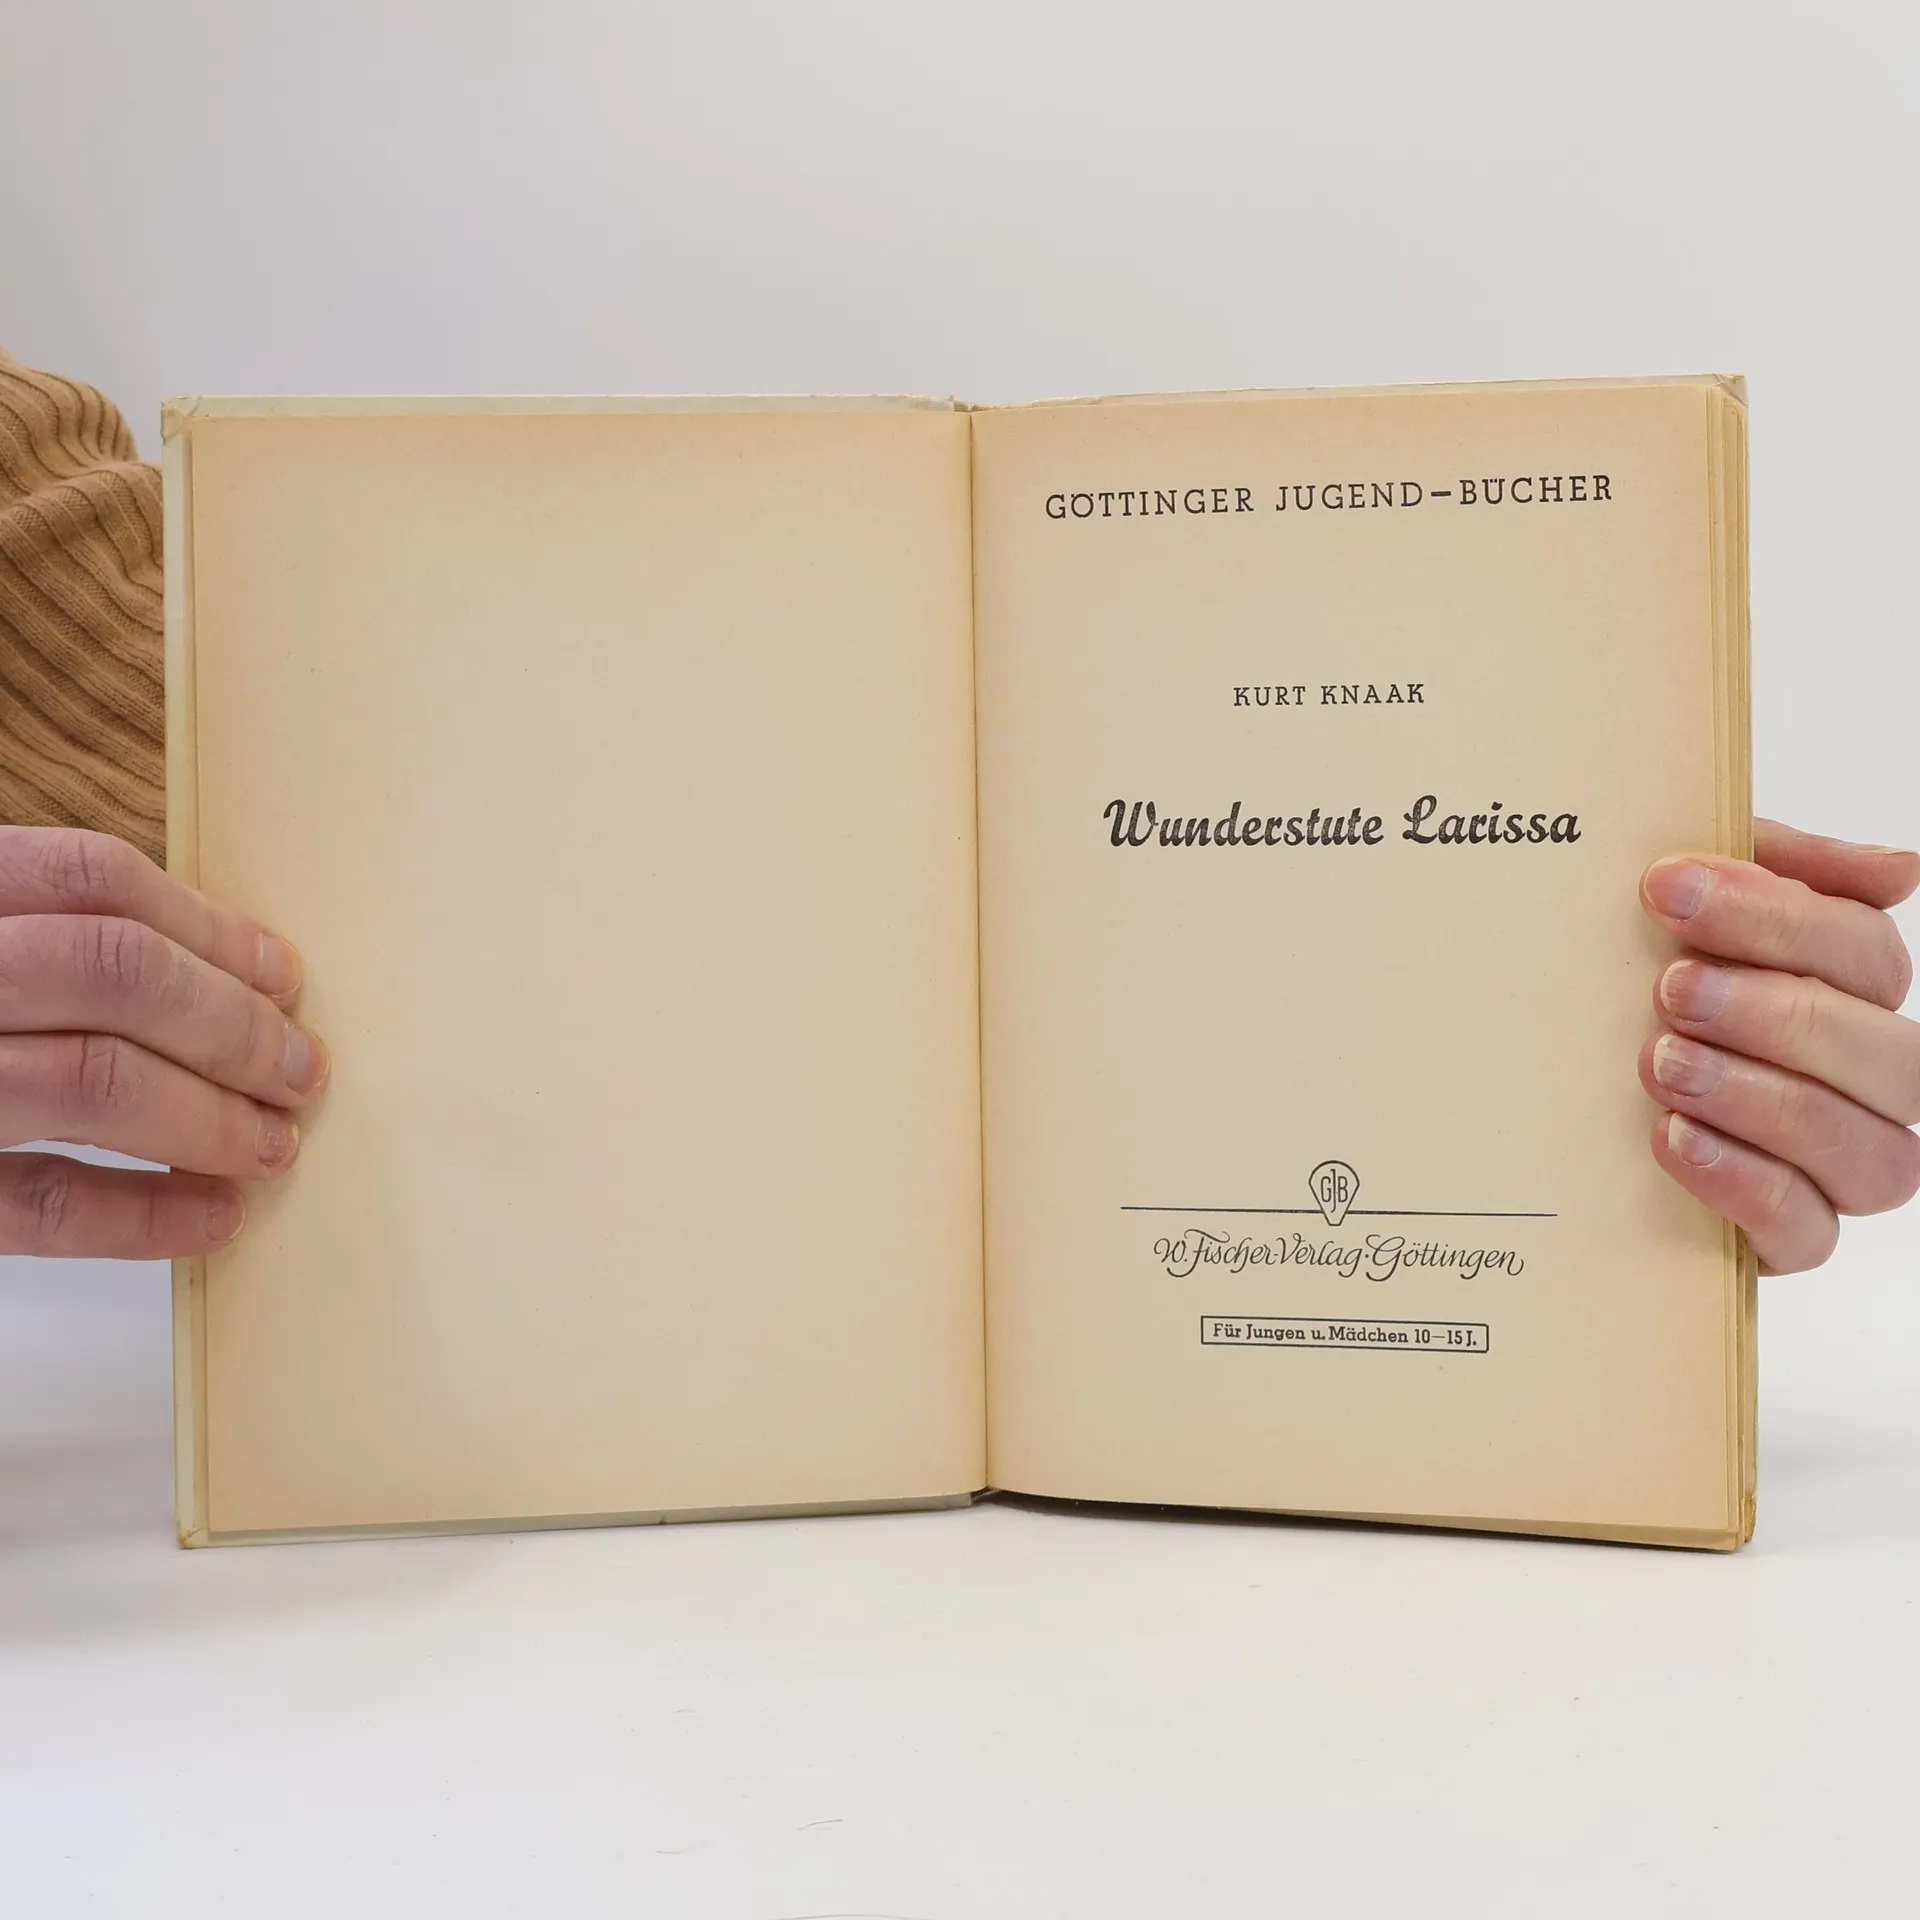 GÖTTINGER JUGEND-BÜCHER
KURT KNAAK
Wunderstute Larissa
GJB
W. Fischer-Verlag · Göttingen
Für Jungen u. Mädchen 10-15 J.